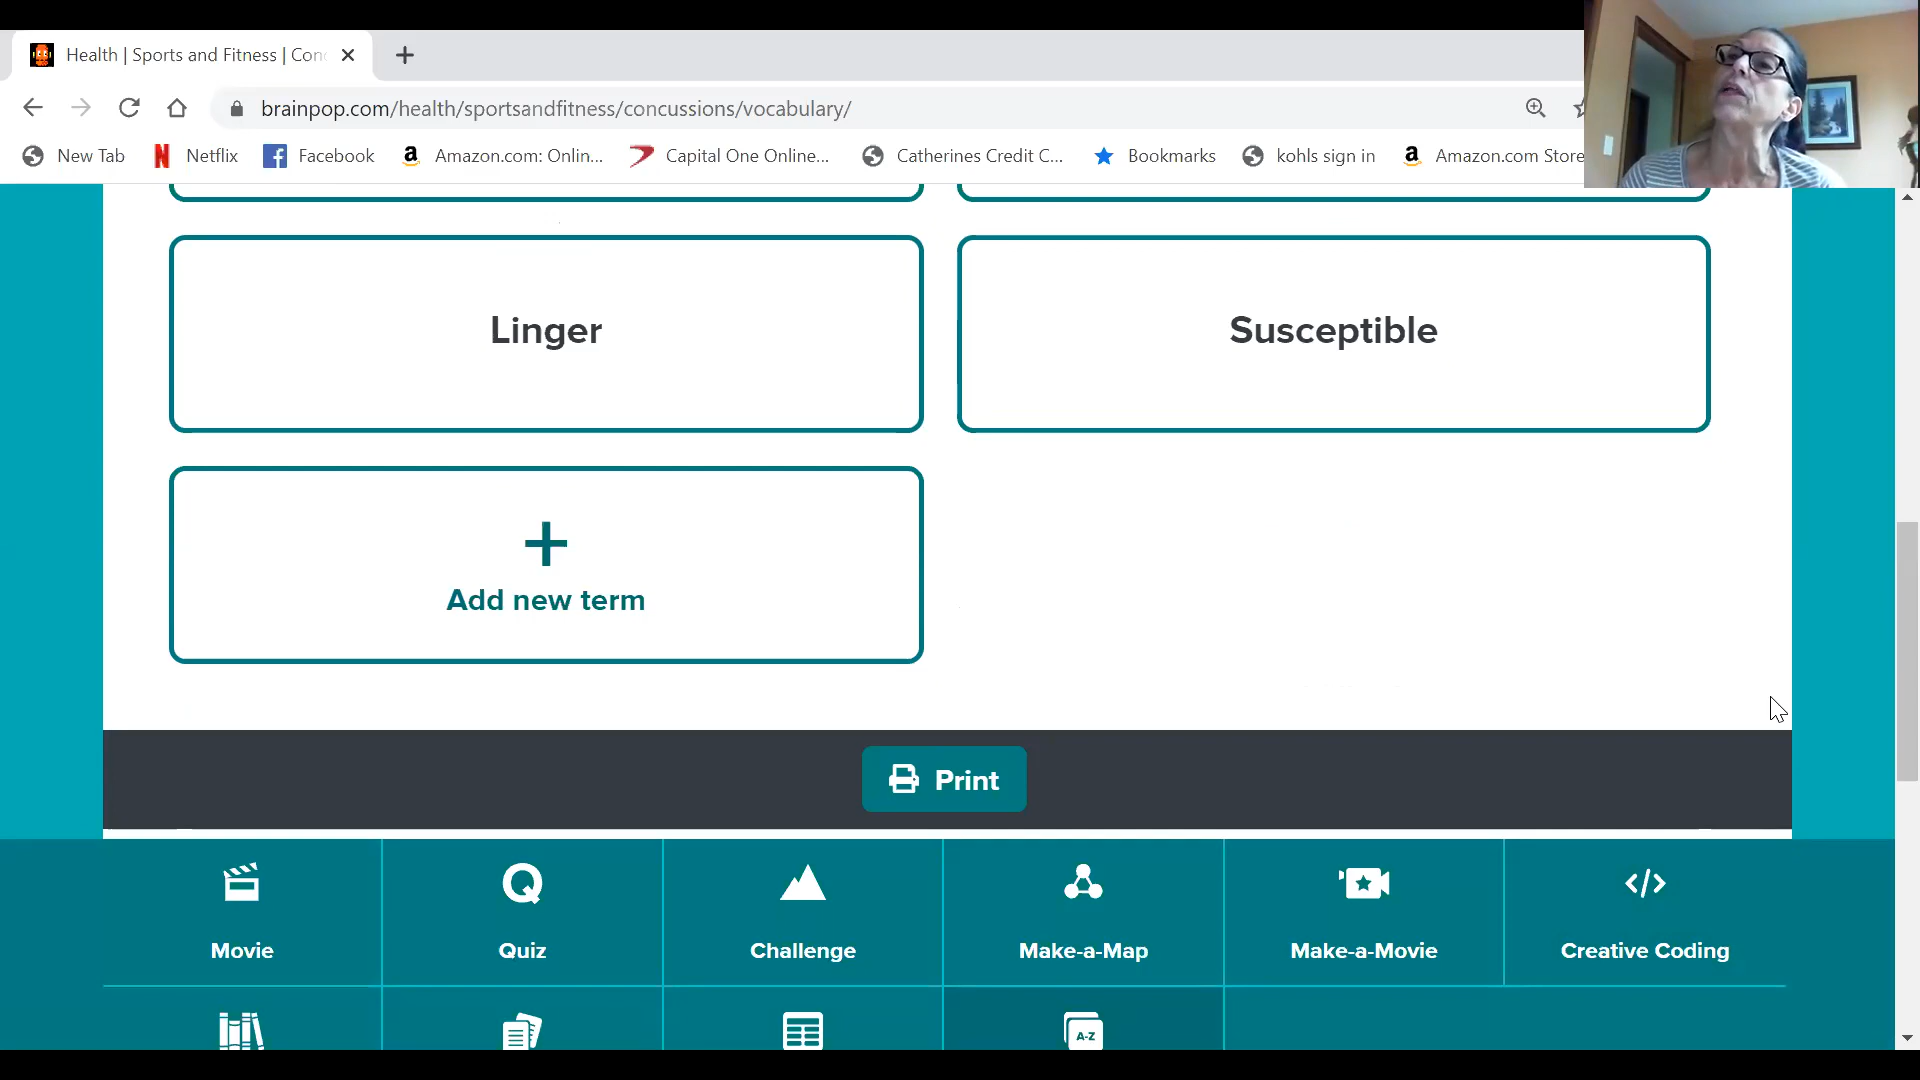 Health | Sports and Fitness | Con
brainpop.com/health/sportsandfitness/concussions/vocabulary/
New Tab Netflix Facebook Amazon.com: Onlin... Capital One Online... Catherines Credit C... Bookmarks kohls sign in Amazon.com Store
Linger Susceptible
Add new term
Print
Movie Quiz Challenge Make-a-Map Make-a-Movie Creative Coding
A-Z